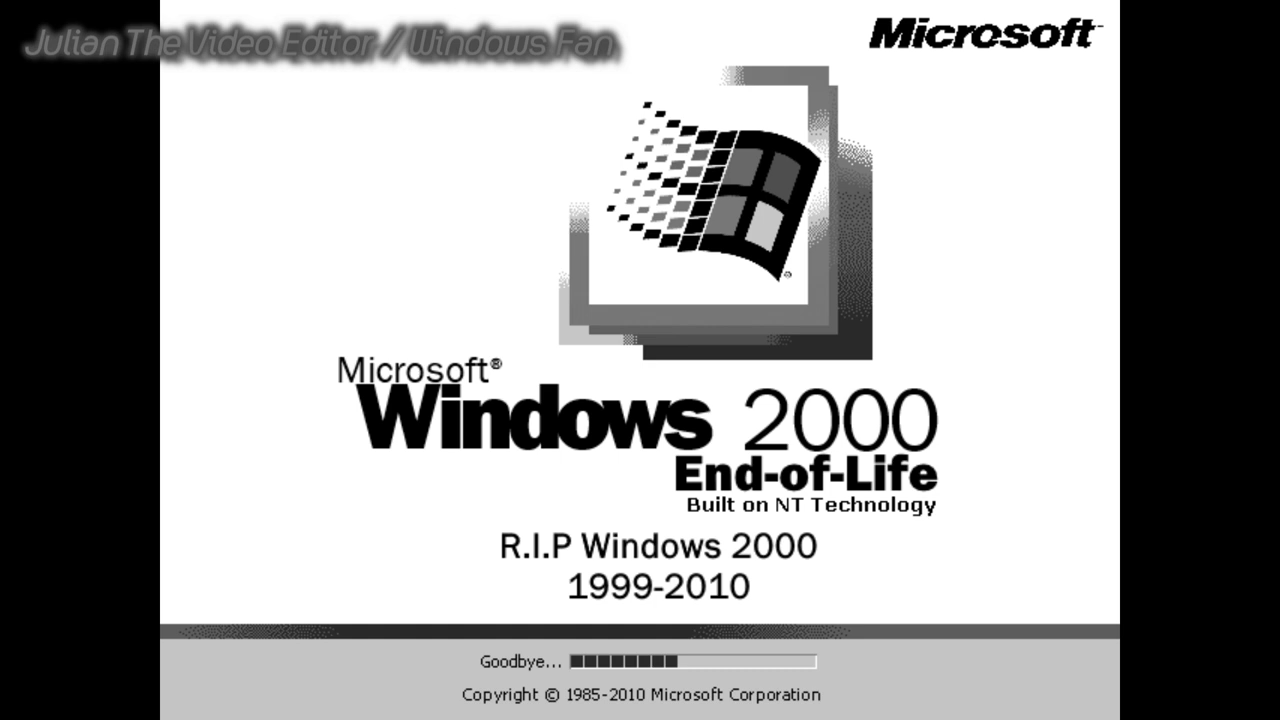 Julian The Video Editor / Windows Fan
Microsoft
Microsoft®
Windows 2000
End-of-Life
Built on NT Technology
R.I.P Windows 2000
1999-2010
Goodbye...
Copyright © 1985-2010 Microsoft Corporation